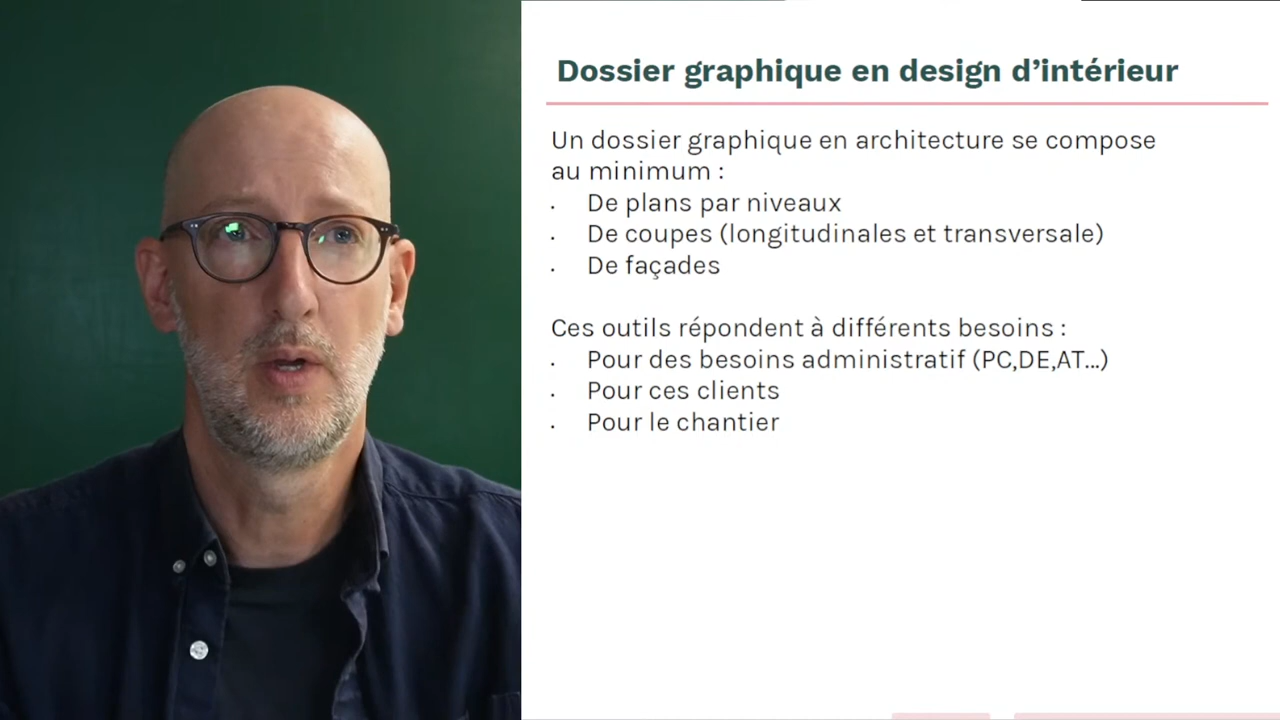 Dossier graphique en design d’intérieur
Un dossier graphique en architecture se compose
au minimum :
· De plans par niveaux
· De coupes (longitudinales et transversale)
· De façades
Ces outils répondent à différents besoins :
· Pour des besoins administratif (PC,DE,AT...)
· Pour ces clients
· Pour le chantier